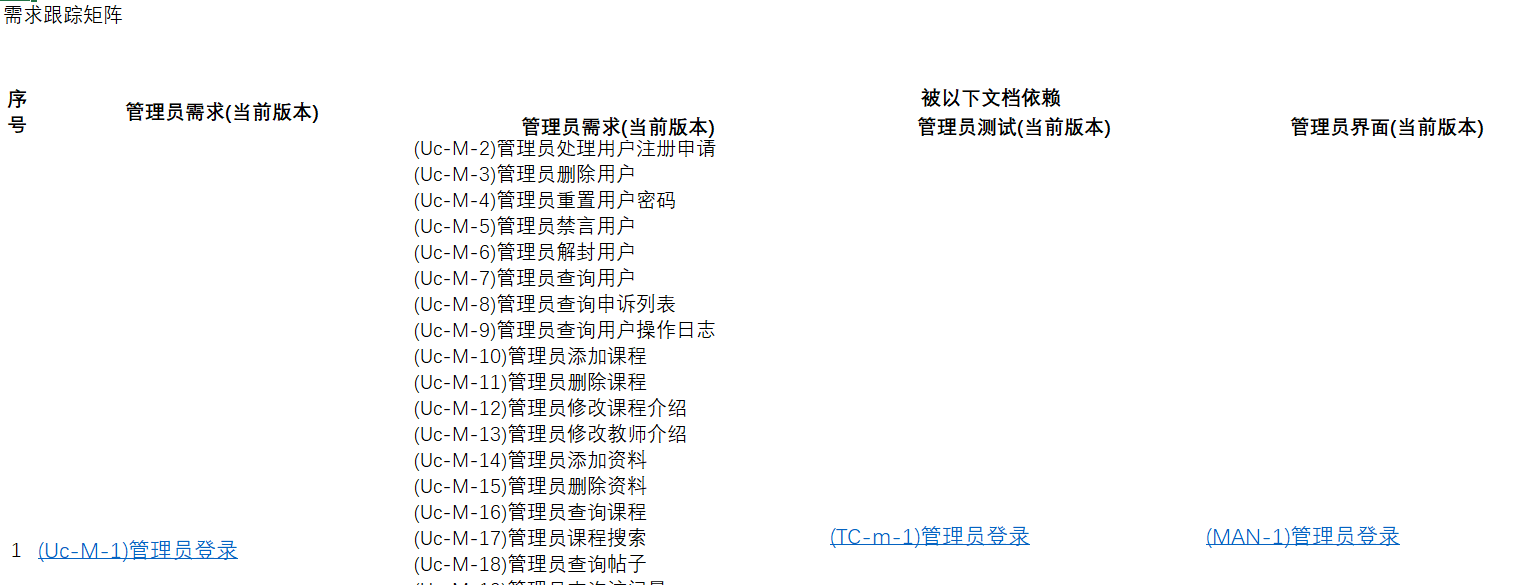 需求跟踪矩阵
序号
管理员需求(当前版本)
被以下文档依赖
管理员需求(当前版本)
管理员测试(当前版本)
管理员界面(当前版本)
(Uc-M-2)管理员处理用户注册申请
(Uc-M-3)管理员删除用户
(Uc-M-4)管理员重置用户密码
(Uc-M-5)管理员禁言用户
(Uc-M-6)管理员解封用户
(Uc-M-7)管理员查询用户
(Uc-M-8)管理员查询申诉列表
(Uc-M-9)管理员查询用户操作日志
(Uc-M-10)管理员添加课程
(Uc-M-11)管理员删除课程
(Uc-M-12)管理员修改课程介绍
(Uc-M-13)管理员修改教师介绍
(Uc-M-14)管理员添加资料
(Uc-M-15)管理员删除资料
(Uc-M-16)管理员查询课程
(Uc-M-17)管理员课程搜索
(Uc-M-18)管理员查询帖子
1 (Uc-M-1)管理员登录
(TC-m-1)管理员登录
(MAN-1)管理员登录